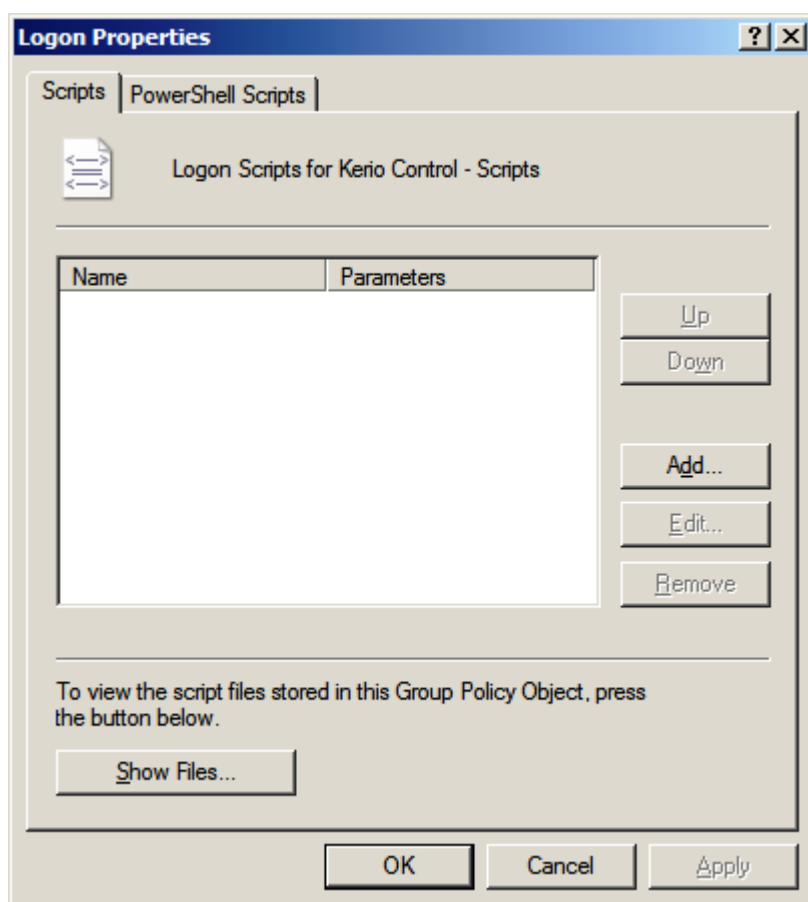 Logon Properties
Scripts
PowerShell Scripts
Logon Scripts for Kerio Control - Scripts
Name
Parameters
Up
Down
Add...
Edit...
Remove
To view the script files stored in this Group Policy Object, press
the button below.
Show Files...
OK
Cancel
Apply